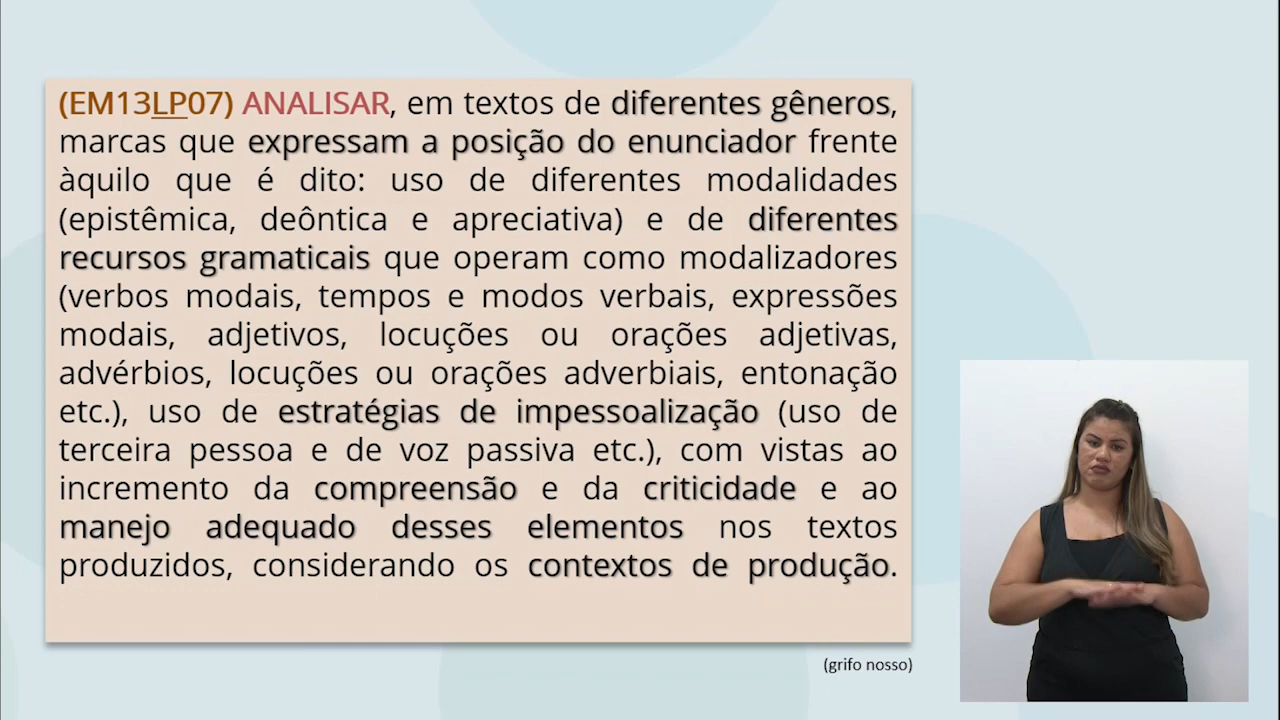 (EM13LP07) ANALISAR, em textos de diferentes gêneros,
marcas que expressam a posição do enunciador frente
àquilo que é dito: uso de diferentes modalidades
(epistêmica, deôntica e apreciativa) e de diferentes
recursos gramaticais que operam como modalizadores
(verbos modais, tempos e modos verbais, expressões
modais, adjetivos, locuções ou orações adjetivas,
advérbios, locuções ou orações adverbiais, entonação
etc.), uso de estratégias de impessoalização (uso de
terceira pessoa e de voz passiva etc.), com vistas ao
incremento da compreensão e da criticidade e ao
manejo adequado desses elementos nos textos
produzidos, considerando os contextos de produção.
(grifo nosso)